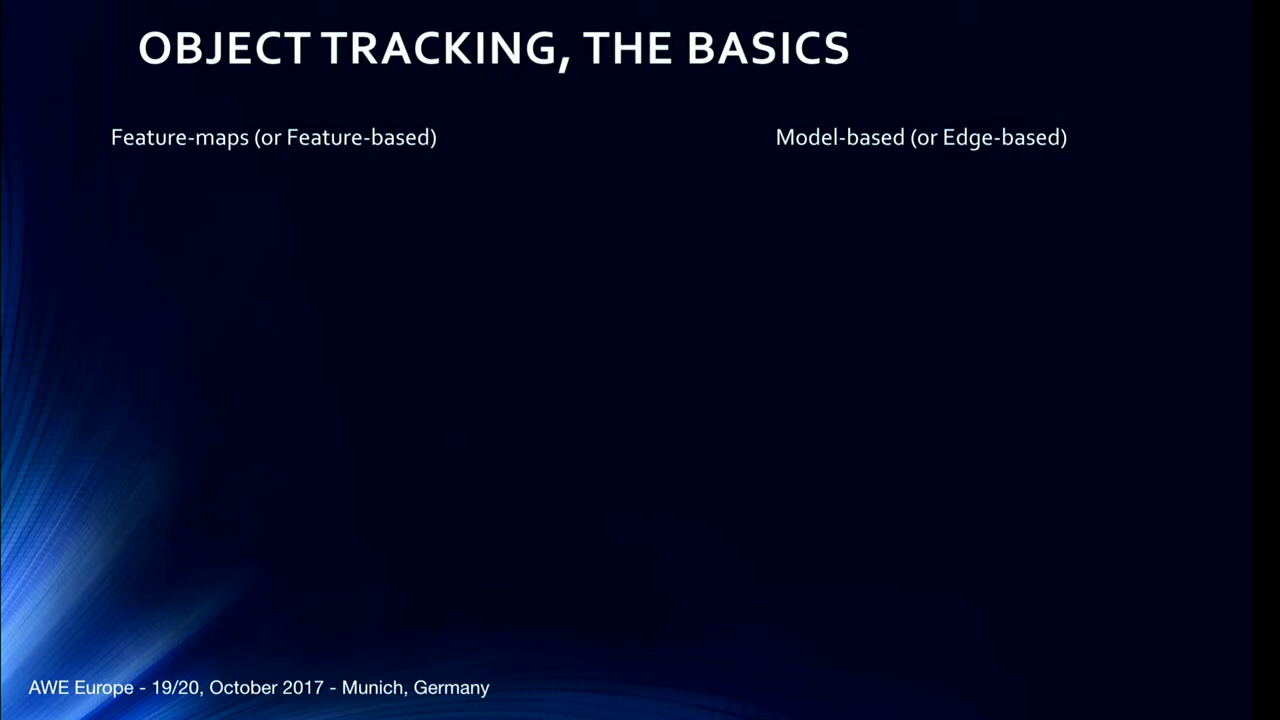 OBJECT TRACKING, THE BASICS
Feature-maps (or Feature-based)
Model-based (or Edge-based)
AWE Europe - 19/20, October 2017 - Munich, Germany